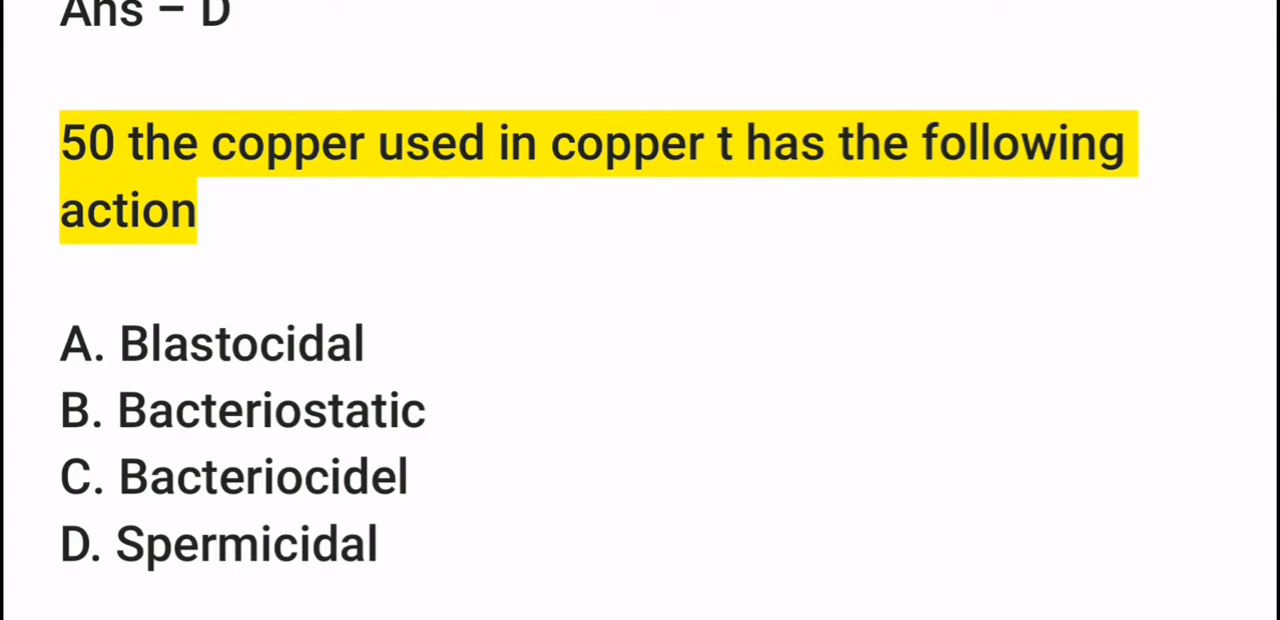 Ans – D
50 the copper used in copper t has the following
action
A. Blastocidal
B. Bacteriostatic
C. Bacteriocidel
D. Spermicidal